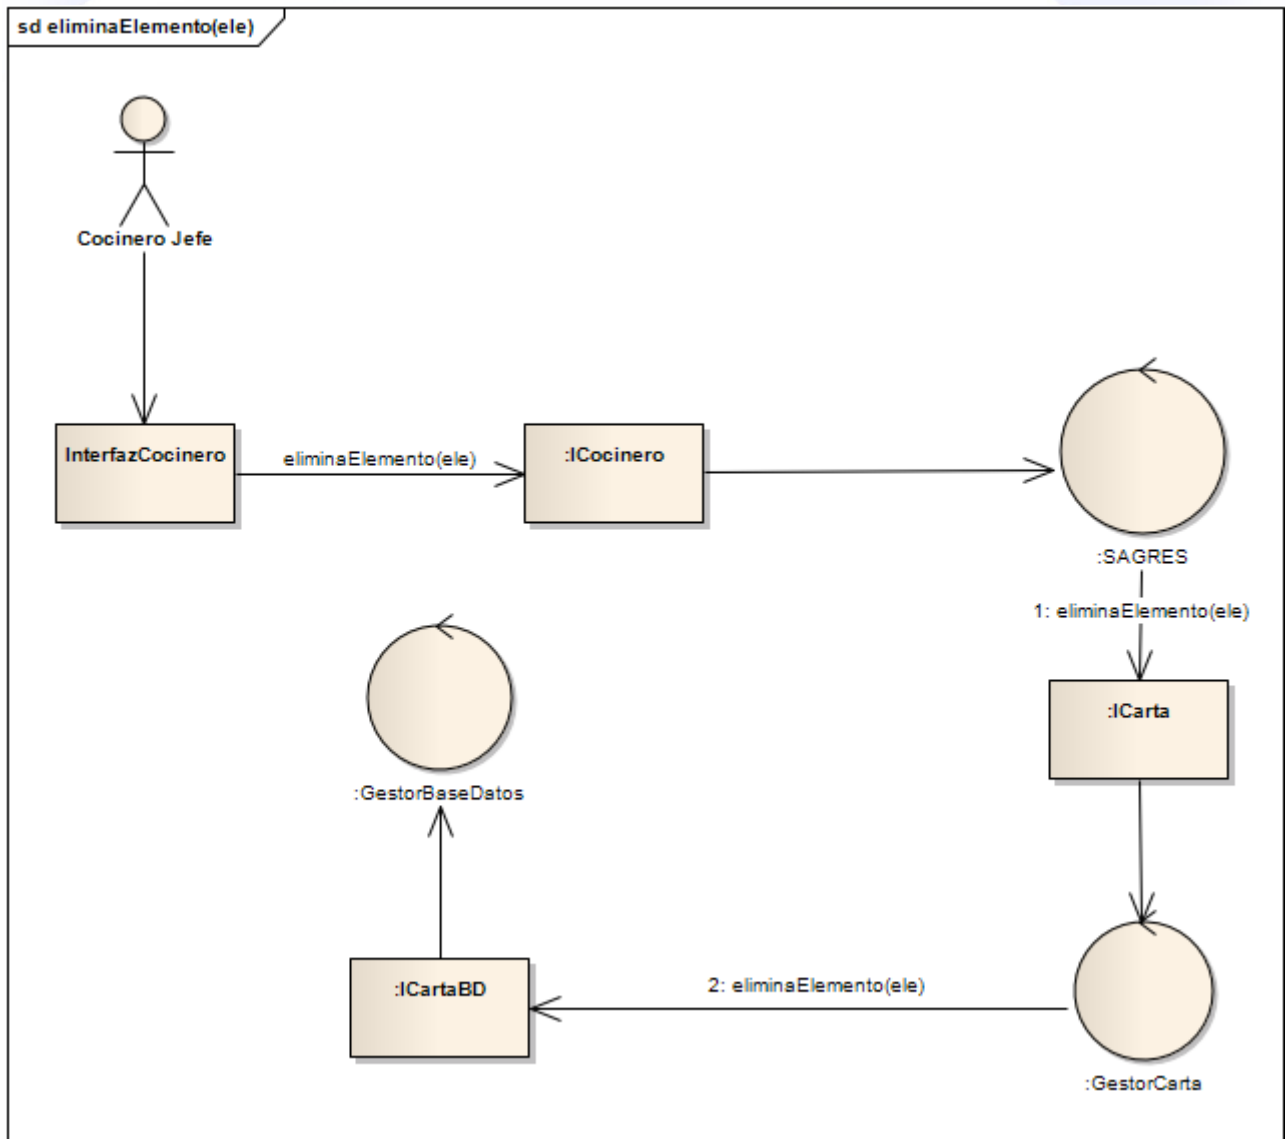 sd eliminaElemento(ele)
Cocinero Jefe
InterfazCocinero
eliminaElemento(ele)
:ICocinero
:SAGRES
1: eliminaElemento(ele)
:ICarta
:GestorBaseDatos
:ICartaBD
2: eliminaElemento(ele)
:GestorCarta